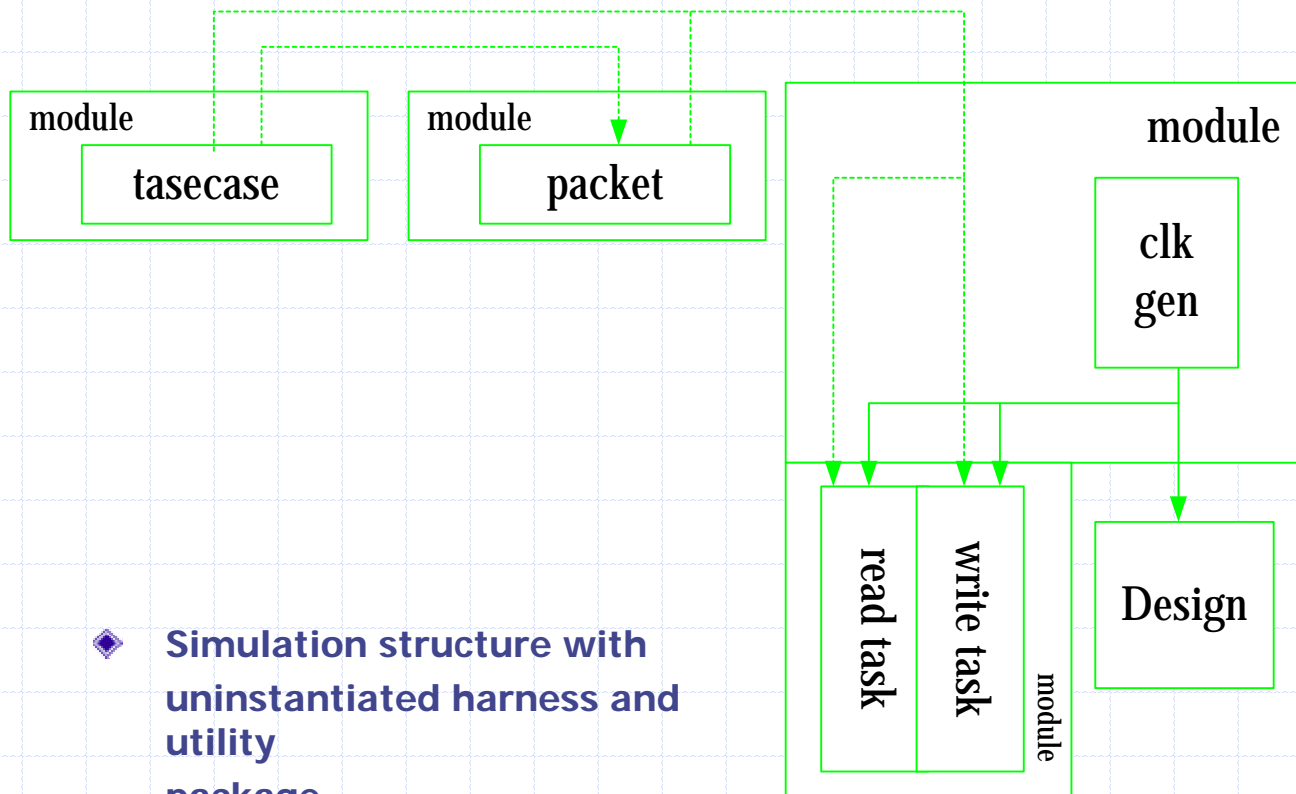 module
tasecase
module
packet
module
clk
gen
read task
write task
module
Design
Simulation structure with
uninstantiated harness and
utility
package